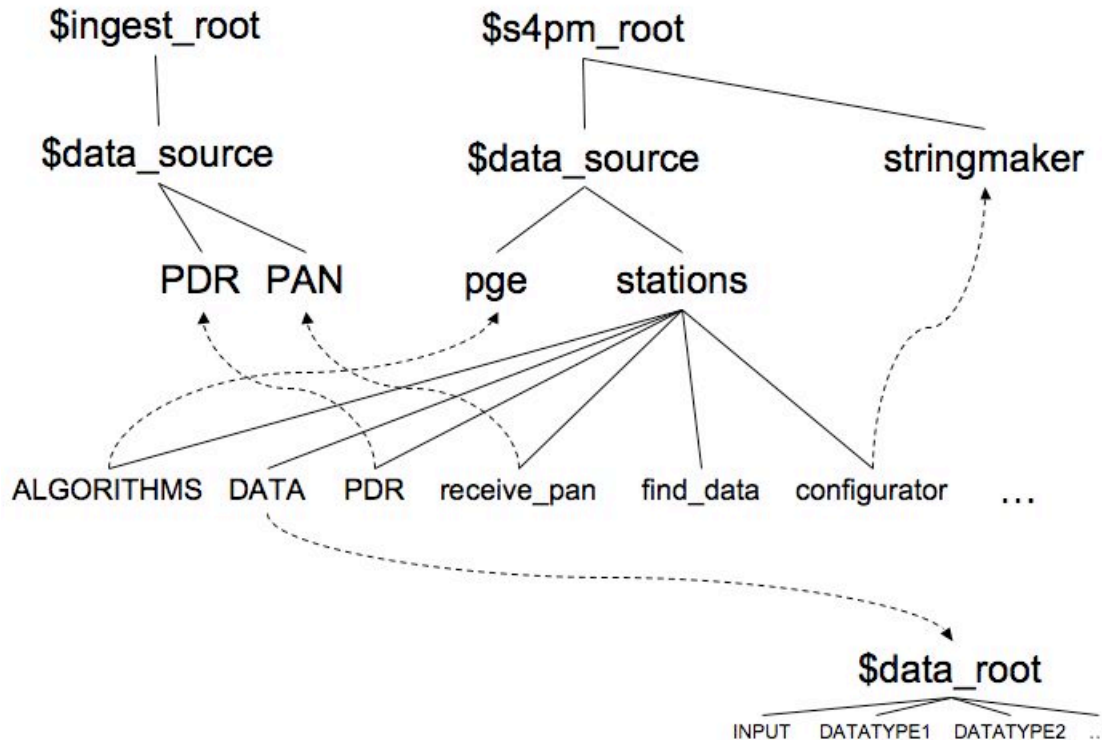 $ingest_root
$s4pm_root
$data_source
$data_source
stringmaker
PDR
PAN
pge
stations
ALGORITHMS
DATA
PDR
receive_pan
find_data
configurator
...
$data_root
INPUT
DATATYPE1
DATATYPE2
..